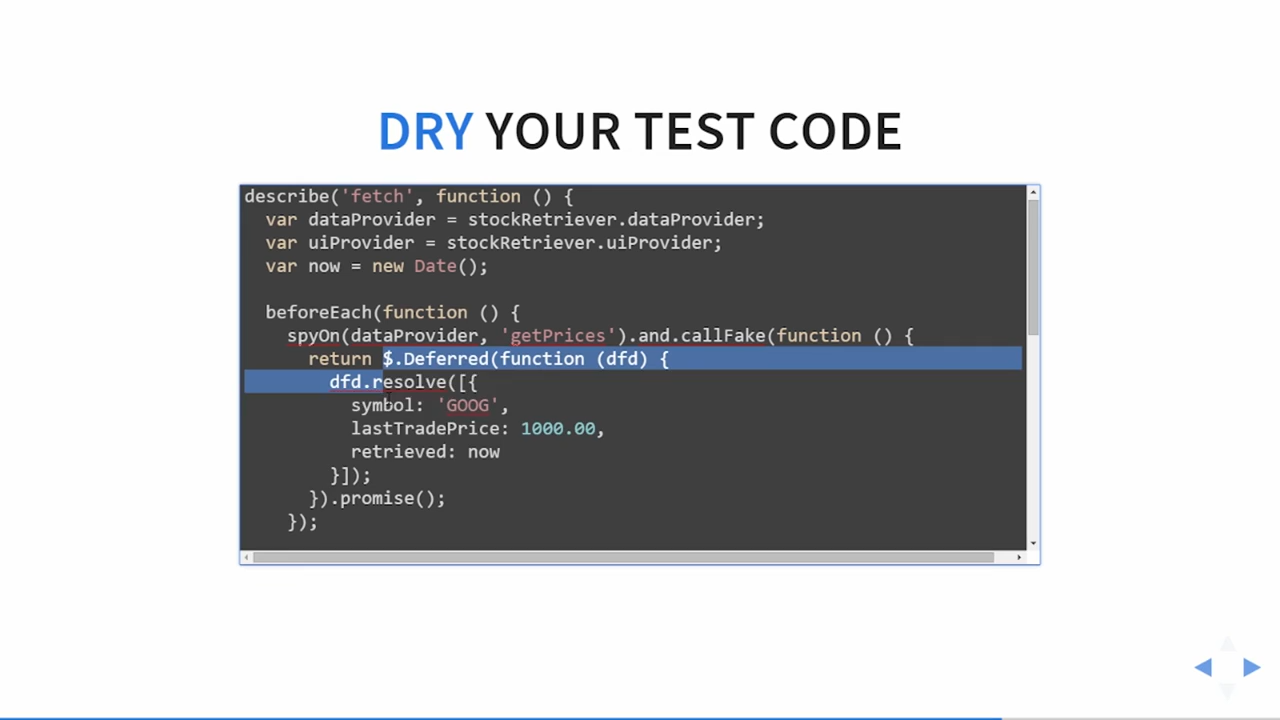 DRY YOUR TEST CODE
describe('fetch', function () {
  var dataProvider = stockRetriever.dataProvider;
  var uiProvider = stockRetriever.uiProvider;
  var now = new Date();
  beforeEach(function () {
    spyOn(dataProvider, 'getPrices').and.callFake(function () {
      return $.Deferred(function (dfd) {
        dfd.resolve([{
          symbol: 'GOOG',
          lastTradePrice: 1000.00,
          retrieved: now
        }]);
      }).promise();
    });